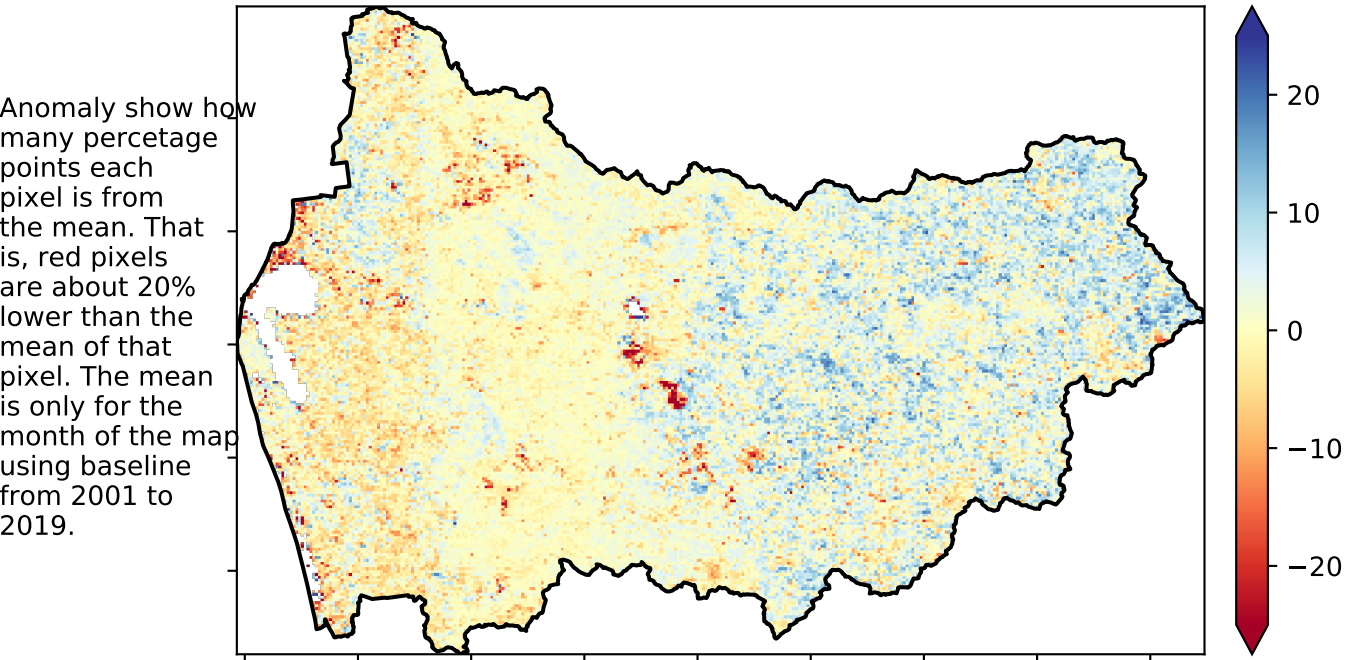 Anomaly show how
many percetage
points each
pixel is from
the mean. That
is, red pixels
are about 20%
lower than the
mean of that
pixel. The mean
is only for the
month of the map
using baseline
from 2001 to
2019.
20
10
0
−10
−20